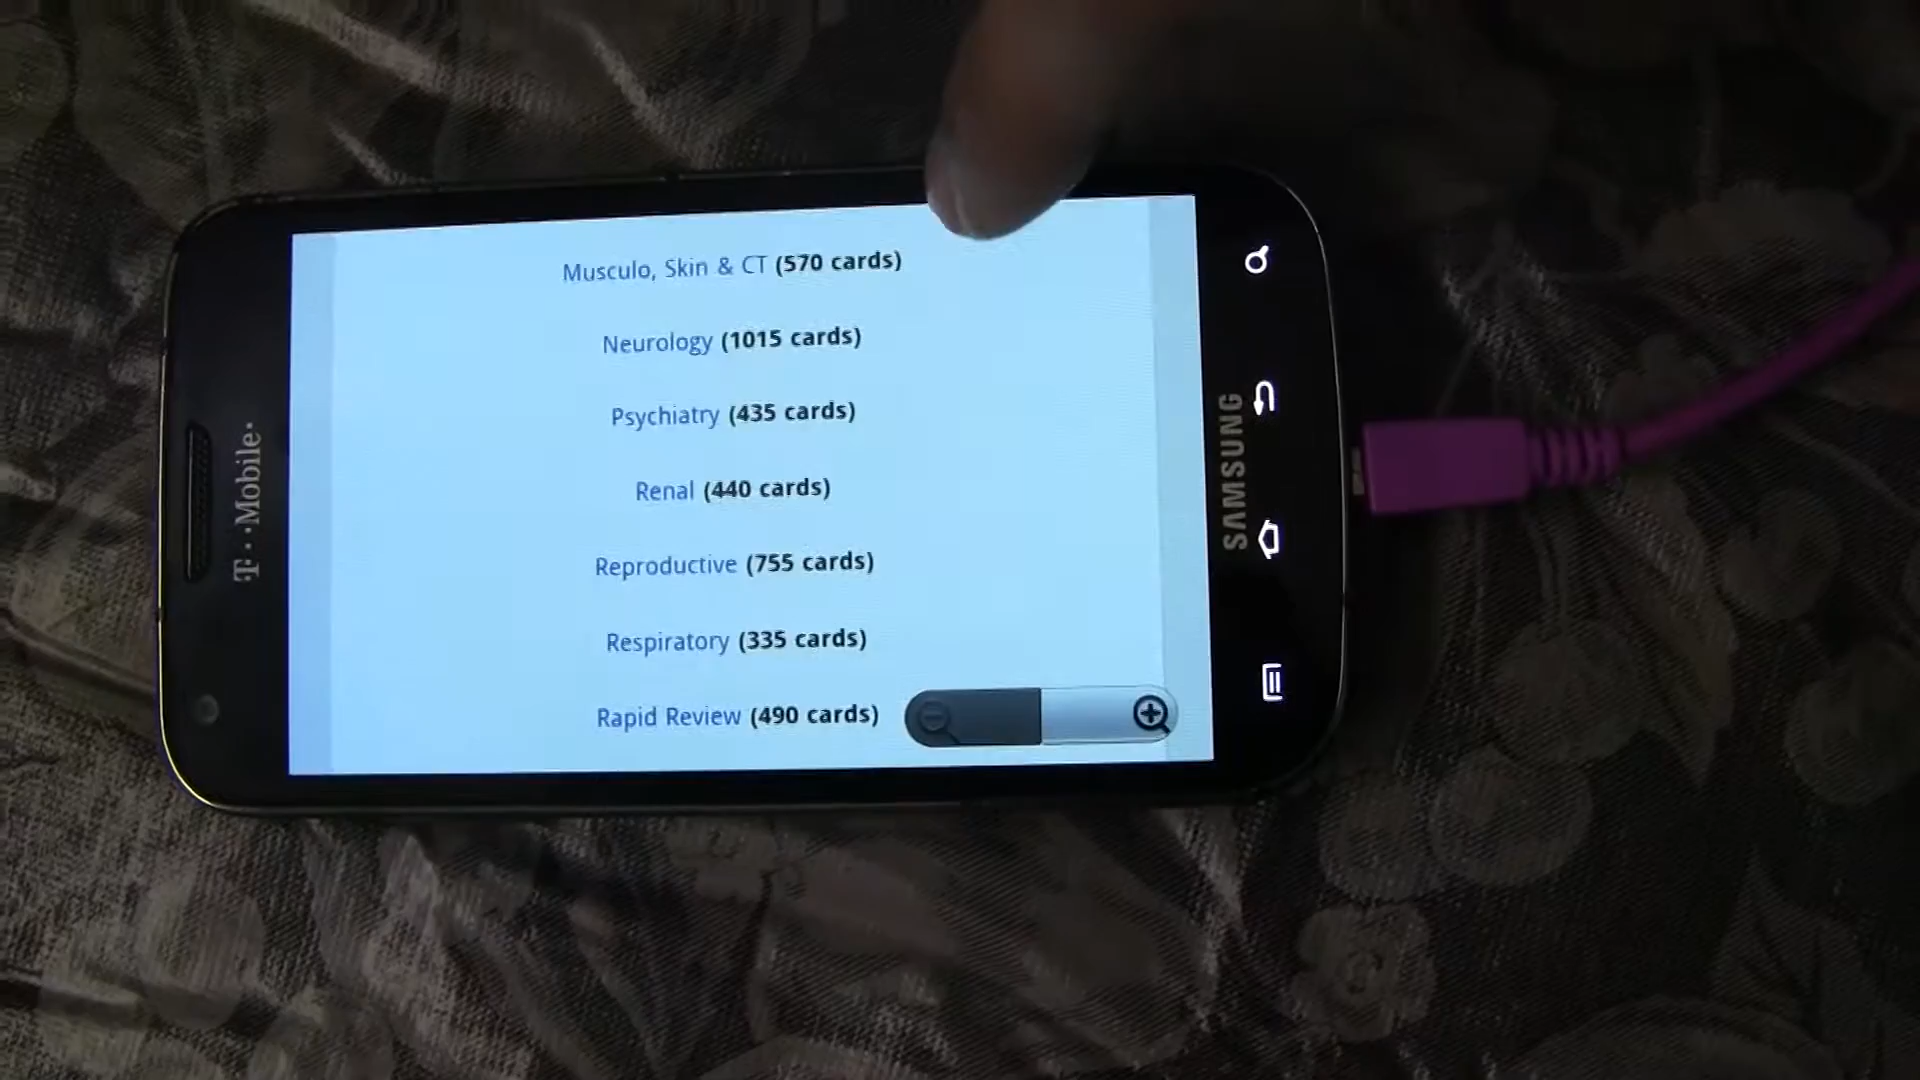 Musculo, Skin & CT (570 cards)
Neurology (1015 cards)
Psychiatry (435 cards)
Renal (440 cards)
Reproductive (755 cards)
Respiratory (335 cards)
Rapid Review (490 cards)
T··Mobile·
SAMSUNG